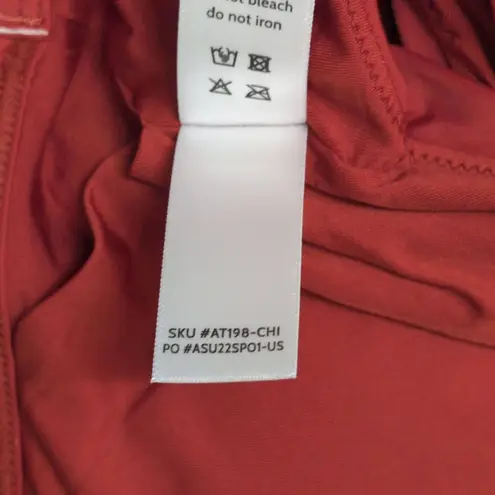 bleach
do not iron
SKU #AT198-CHI
PO #ASU22SP01-US